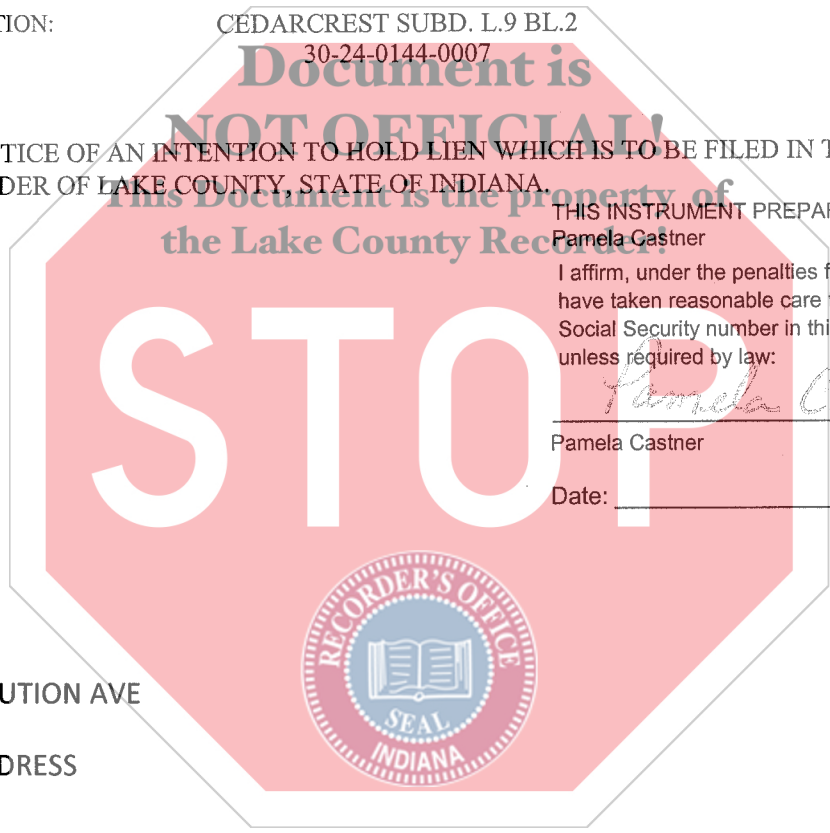 TION: CEDARCREST SUBD. L.9 BL.2
30-24-0144-0007
Document is
NOT OFFICIAL!
TICE OF AN INTENTION TO HOLD LIEN WHICH IS TO BE FILED IN T
DER OF LAKE COUNTY, STATE OF INDIANA.
This Document is the property of
the Lake County Recorder!
THIS INSTRUMENT PREPAR
Pamela Castner
I affirm, under the penalties f
have taken reasonable care
Social Security number in thi
unless required by law:
Pamela C
Pamela Castner
Date:
STOP
RECORDER'S OFFICE
SEAL
INDIANA
UTION AVE
DRESS